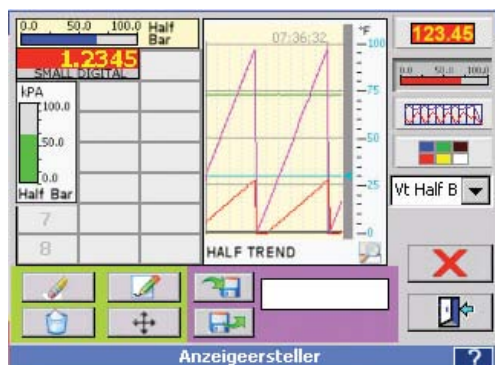 0.0 50.0 100.0 Half
Bar
1.2345
SMALL DIGITAL
kPA
100.0
50.0
0.0
Half Bar
7
8
07:36:32
°F
100
75
50
25
0
HALF TREND
123.45
0.0 50.0 100.0
Vt Half B
Anzeigeersteller
?